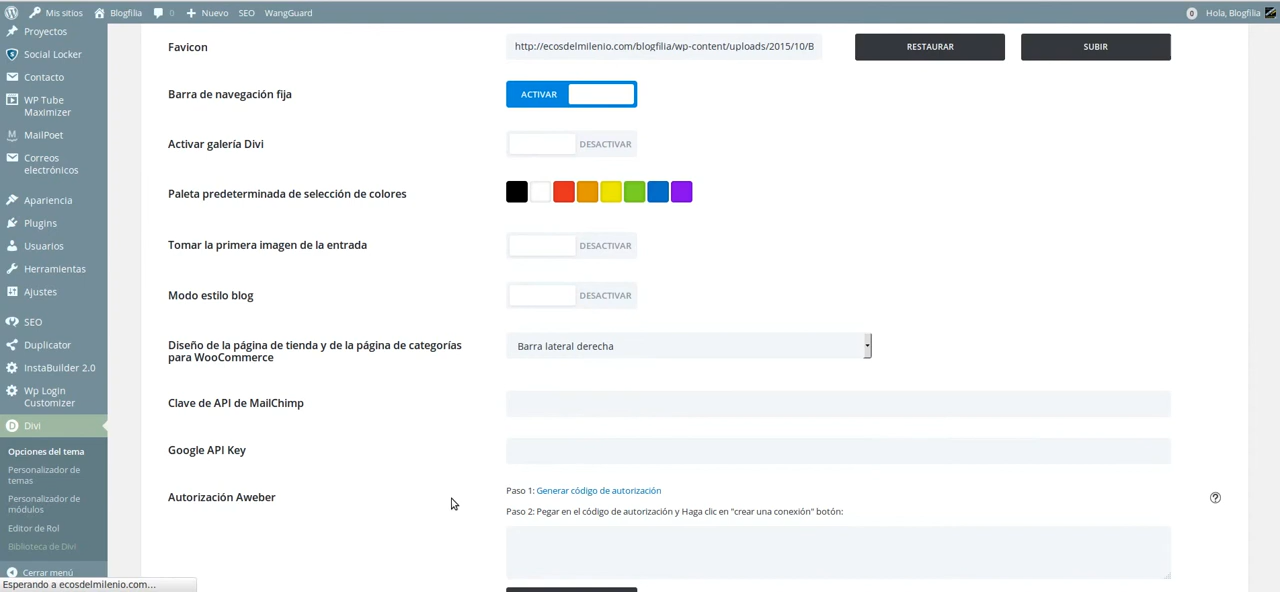 Mis sitios Blogfilia 0 Nuevo SEO WangGuard 0 Hola, Blogfilia
Proyectos
Social Locker
Contacto
WP Tube
Maximizer
MailPoet
Correos
electrónicos
Apariencia
Plugins
Usuarios
Herramientas
Ajustes
SEO
Duplicator
InstaBuilder 2.0
Wp Login
Customizer
Divi
Opciones del tema
Personalizador de
temas
Personalizador de
módulos
Editor de Rol
Biblioteca de Divi
Cerrar menú
Esperando a ecosdelmilenio.com...
Favicon http://ecosdelmilenio.com/blogfilia/wp-content/uploads/2015/10/B RESTAURAR SUBIR
Barra de navegación fija ACTIVAR
Activar galería Divi DESACTIVAR
Paleta predeterminada de selección de colores
Tomar la primera imagen de la entrada DESACTIVAR
Modo estilo blog DESACTIVAR
Diseño de la página de tienda y de la página de categorías
para WooCommerce
Barra lateral derecha
Clave de API de MailChimp
Google API Key
Autorización Aweber
Paso 1: Generar código de autorización
Paso 2: Pegar en el código de autorización y Haga clic en "crear una conexión" botón: